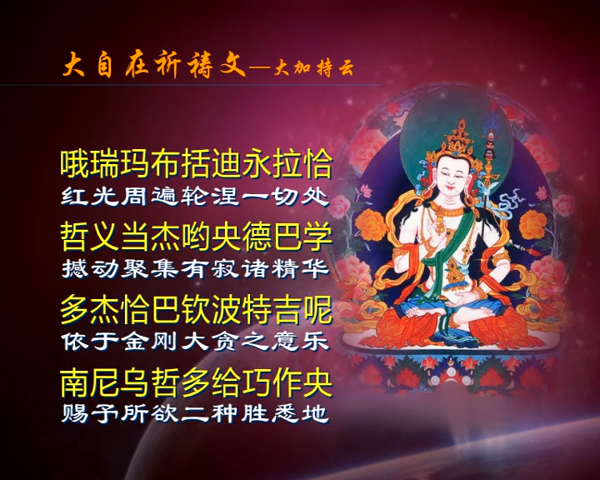 大自在祈祷文—大加持云
哦瑞玛布括迪永拉恰
红光周遍轮涅一切处
哲义当杰哟央德巴学
撼动聚集有寂诸精华
多杰恰巴钦波特吉呢
依于金刚大贪之意乐
南尼乌哲多给巧作央
赐予所欲二种胜悉地